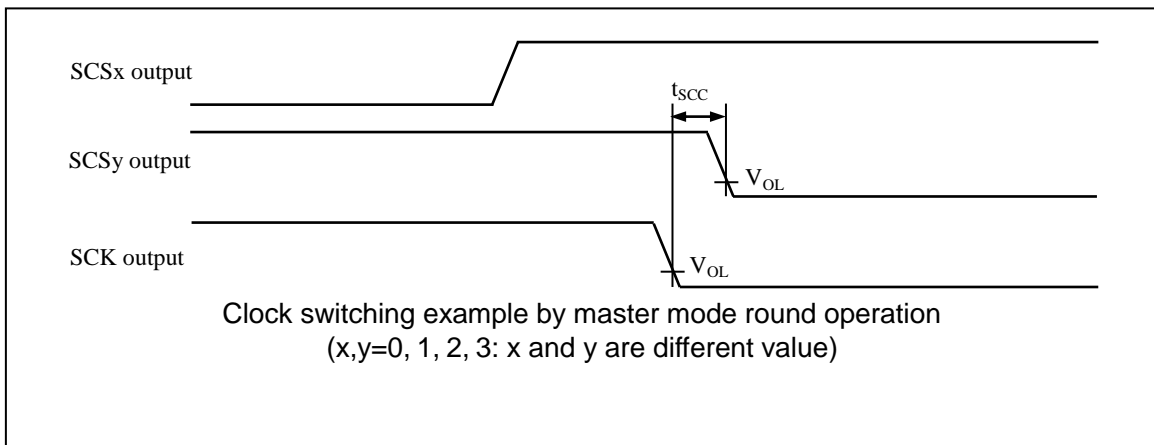 SCSx output
tSCC
SCSy output
VOL
SCK output
VOL
Clock switching example by master mode round operation
(x,y=0, 1, 2, 3: x and y are different value)